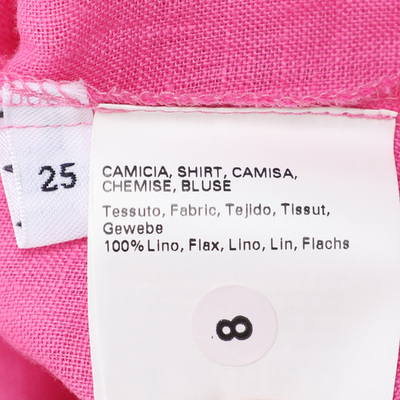 25
CAMICIA, SHIRT, CAMISA,
CHEMISE, BLUSE
Tessuto, Fabric, Tejido, Tissut,
Gewebe
100% Lino, Flax, Lino, Lin, Flachs
8